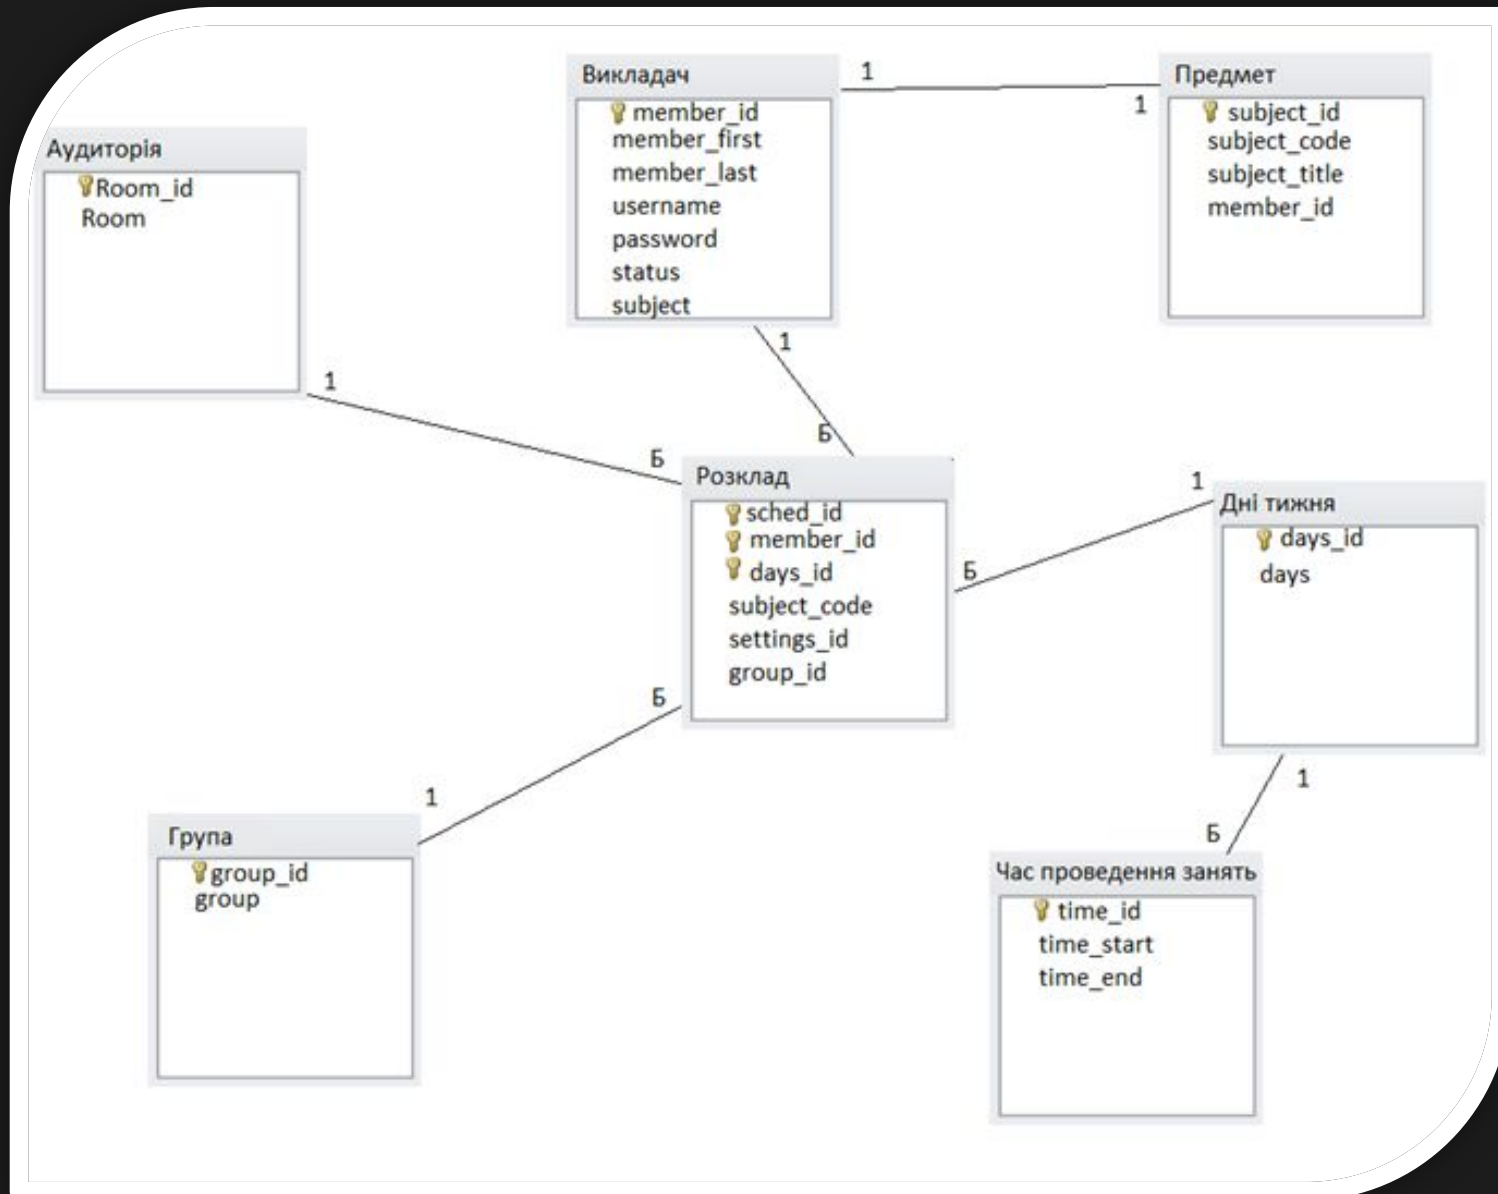 Викладач
member_id
member_first
member_last
username
password
status
subject
1
1
Предмет
subject_id
subject_code
subject_title
member_id
Аудиторія
Room_id
Room
1
Б
1
Б
Розклад
sched_id
member_id
days_id
subject_code
settings_id
group_id
1
Б
Дні тижня
days_id
days
Б
1
Група
group_id
group
1
Б
Час проведення занять
time_id
time_start
time_end